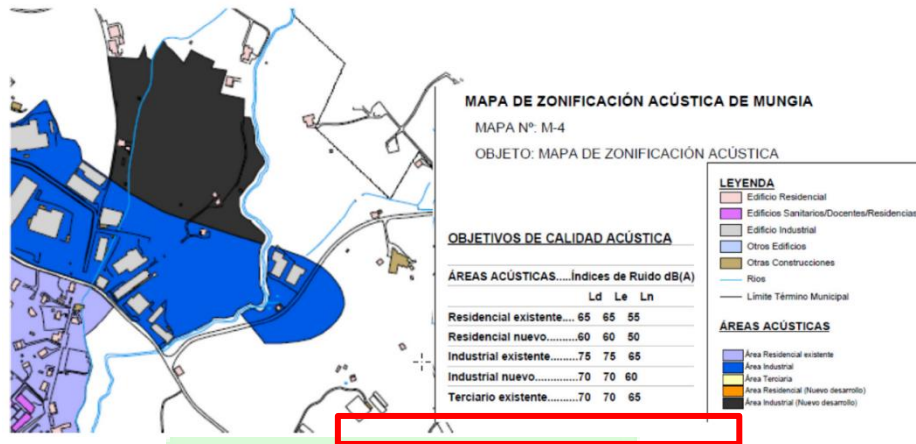 MAPA DE ZONIFICACIÓN ACÚSTICA DE MUNGIA
MAPA Nº: M-4
OBJETO: MAPA DE ZONIFICACIÓN ACÚSTICA
LEYENDA
Edificio Residencial
Edificios Sanitarios/Docentes/Residencias
Edificio Industrial
Otros Edificios
Otras Construcciones
Rios
Límite Término Municipal
OBJETIVOS DE CALIDAD ACÚSTICA
ÁREAS ACÚSTICAS.....Índices de Ruido dB(A)
Ld Le Ln
Residencial existente.... 65 65 55
Residencial nuevo.........60 60 50
Industrial existente.........75 75 65
Industrial nuevo.............70 70 60
Terciario existente.........70 70 65
ÁREAS ACÚSTICAS
Área Residencial existente
Área Industrial
Área Terciaria
Área Residencial (Nuevo desarrollo)
Área Industrial (Nuevo desarrollo)